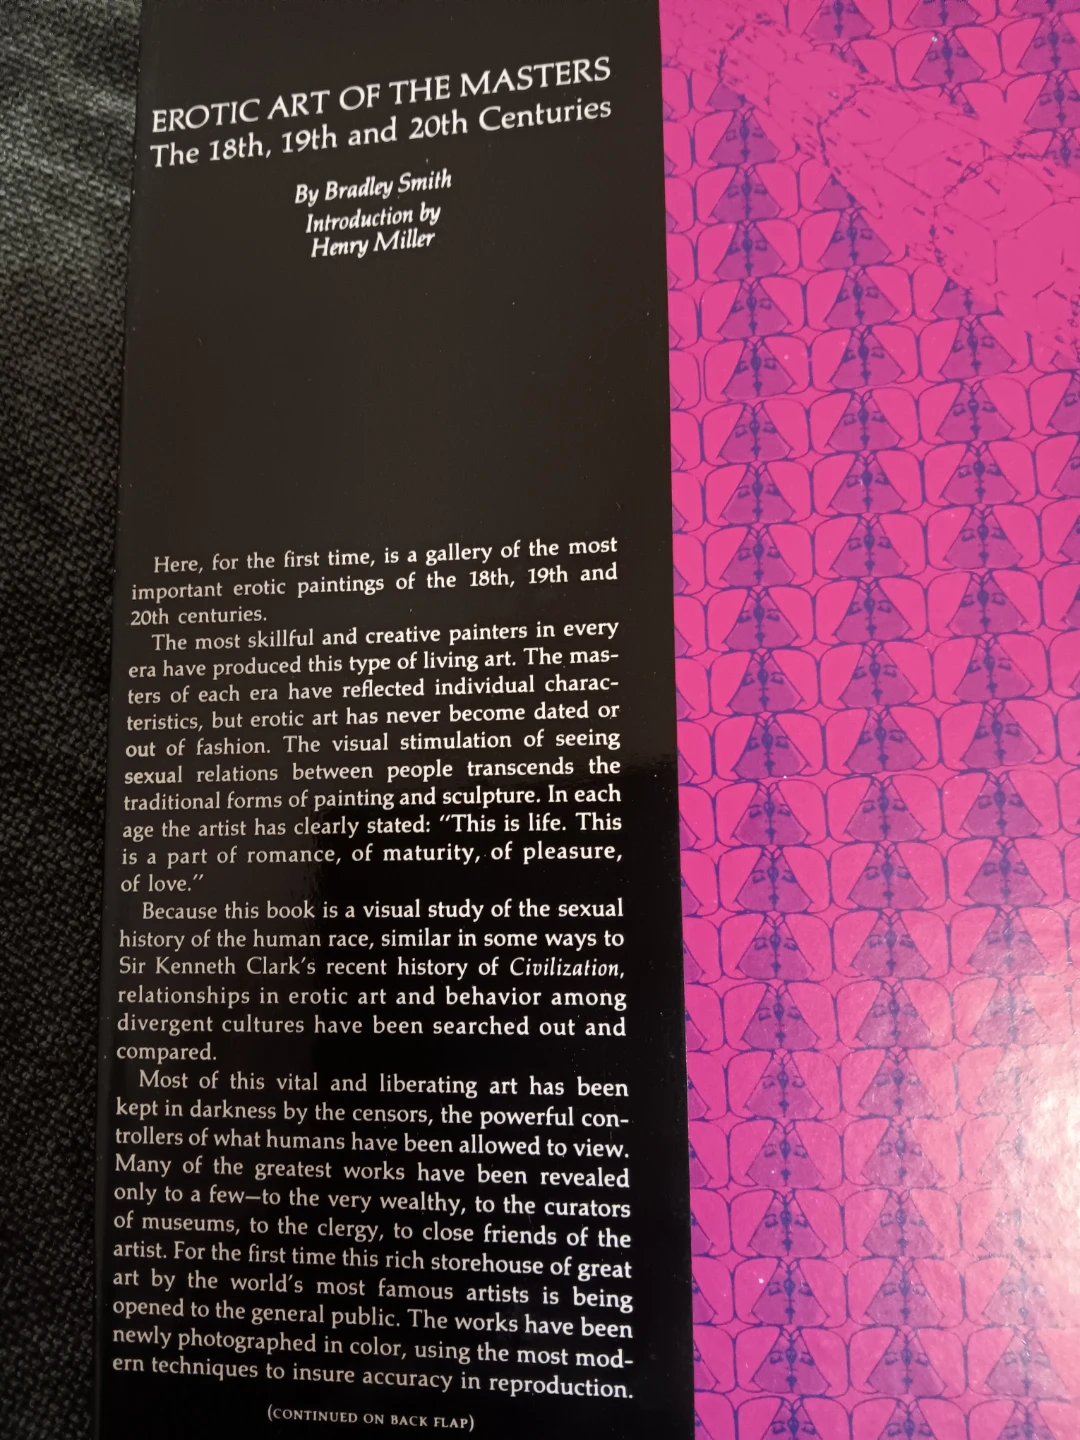 EROTIC ART OF THE MASTERS
The 18th, 19th and 20th Centuries
By Bradley Smith
Introduction by
Henry Miller
Here, for the first time, is a gallery of the most
important erotic paintings of the 18th, 19th and
20th centuries.
The most skillful and creative painters in every
era have produced this type of living art. The mas-
ters of each era have reflected individual charac-
teristics, but erotic art has never become dated or
out of fashion. The visual stimulation of seeing
sexual relations between people transcends the
traditional forms of painting and sculpture. In each
age the artist has clearly stated: “This is life. This
is a part of romance, of maturity, of pleasure,
of love.”
Because this book is a visual study of the sexual
history of the human race, similar in some ways to
Sir Kenneth Clark’s recent history of Civilization,
relationships in erotic art and behavior among
divergent cultures have been searched out and
compared.
Most of this vital and liberating art has been
kept in darkness by the censors, the powerful con-
trollers of what humans have been allowed to view.
Many of the greatest works have been revealed
only to a few—to the very wealthy, to the curators
of museums, to the clergy, to close friends of the
artist. For the first time this rich storehouse of great
art by the world’s most famous artists is being
opened to the general public. The works have been
newly photographed in color, using the most mod-
ern techniques to insure accuracy in reproduction.
(CONTINUED ON BACK FLAP)